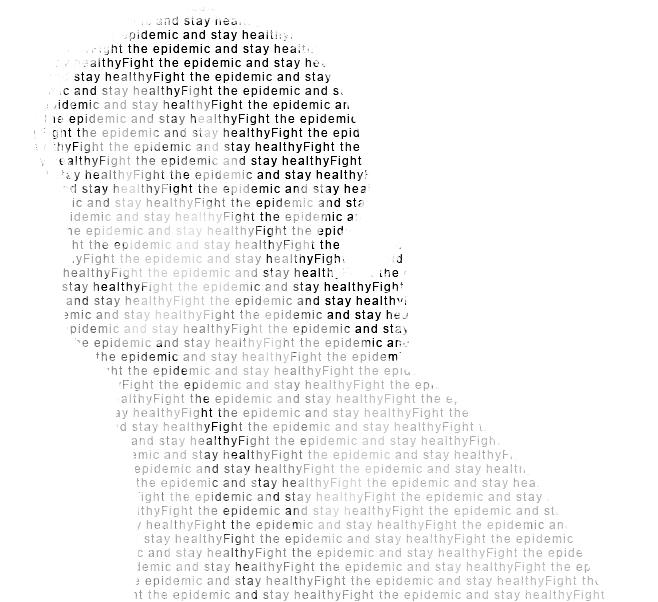 and stay
epidemic and stay healthy
the epidemic and stay health
healthyFight the epidemic and stay
stay healthyFight the epidemic and stay
and stay healthyFight the epidemic and
and stay healthyFight the epidemic
epidemic and stay healthyFight the epidemic
the epidemic and stay healthyFight the epid
healthyFight the epidemic and stay healthyFight the
healthyFight the epidemic and stay healthyFight
healthyFight the epidemic and stay healthy
d stay healthyFight the epidemic and stay hea
ic and stay healthyFight the epidemic and sta
idemic and stay healthyFight the epidemic a
epidemic and stay healthyFight the epid
ht the epidemic and stay healthyFight the
yFight the epidemic and stay healthyFight d
healthyFight the epidemic and stay health the
stay healthyFight the epidemic and stay healthyFight
and stay healthyFight the epidemic and stay healthy
emic and stay healthyFight the epidemic and stay he
pidemic and stay healthyFight the epidemic and stay
epidemic and stay healthyFight the epidemic an
the epidemic and stay healthyFight the epidem
ht the epidemic and stay healthyFight the epid
yFight the epidemic and stay healthyFight the ep
althyFight the epidemic and stay healthyFight the e
ay healthyFight the epidemic and stay healthyFight the
d stay healthyFight the epidemic and stay healthyFight
and stay healthyFight the epidemic and stay healthyFight
emic and stay healthyFight the epidemic and stay healthyF
epidemic and stay healthyFight the epidemic and stay health
the epidemic and stay healthyFight the epidemic and stay hea
ight the epidemic and stay healthyFight the epidemic and stay
lthyFight the epidemic and stay healthyFight the epidemic and st
healthyFight the epidemic and stay healthyFight the epidemic an
stay healthyFight the epidemic and stay healthyFight the epidemic
c and stay healthyFight the epidemic and stay healthyFight the epide
demic and stay healthyFight the epidemic and stay healthyFight the ep
epidemic and stay healthyFight the epidemic and stay healthyFight th
nt the epidemic and stay healthyFight the epidemic and stay healthyFight